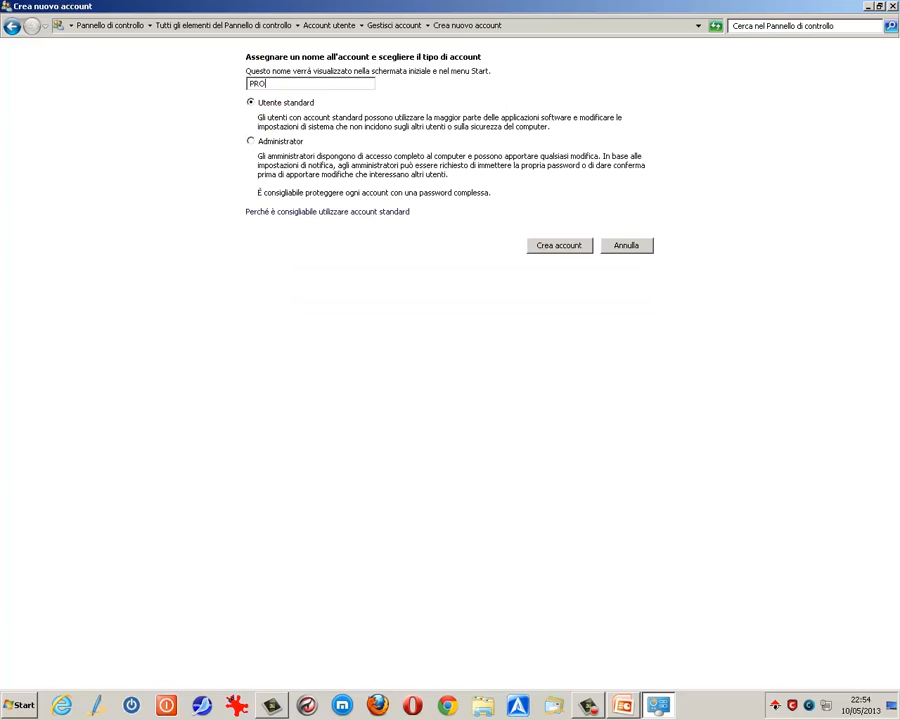 Crea nuovo account
Pannello di controllo Tutti gli elementi del Pannello di controllo Account utente Gestisci account Crea nuovo account
Cerca nel Pannello di controllo
Assegnare un nome all'account e scegliere il tipo di account
Questo nome verrà visualizzato nella schermata iniziale e nel menu Start.
PRO
Utente standard
Gli utenti con account standard possono utilizzare la maggior parte delle applicazioni software e modificare le
impostazioni di sistema che non incidono sugli altri utenti o sulla sicurezza del computer.
Administrator
Gli amministratori dispongono di accesso completo al computer e possono apportare qualsiasi modifica. In base alle
impostazioni di notifica, agli amministratori può essere richiesto di immettere la propria password o di dare conferma
prima di apportare modifiche che interessano altri utenti.
È consigliabile proteggere ogni account con una password complessa.
Perché è consigliabile utilizzare account standard
Crea account Annulla
Start
22:54
10/05/2013